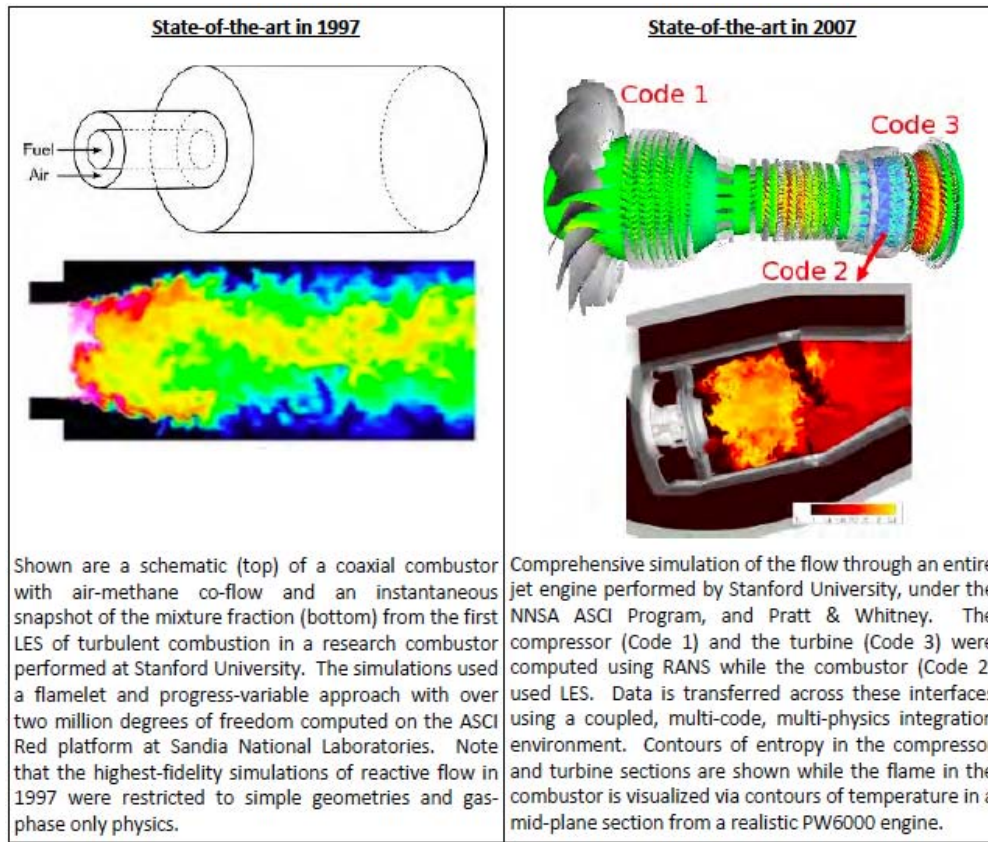 State-of-the-art in 1997
Fuel
Air
Shown are a schematic (top) of a coaxial combustor
with air-methane co-flow and an instantaneous
snapshot of the mixture fraction (bottom) from the first
LES of turbulent combustion in a research combustor
performed at Stanford University. The simulations used
a flamelet and progress-variable approach with over
two million degrees of freedom computed on the ASCI
Red platform at Sandia National Laboratories. Note
that the highest-fidelity simulations of reactive flow in
1997 were restricted to simple geometries and gas-
phase only physics.
State-of-the-art in 2007
Code 1
Code 3
Code 2
Comprehensive simulation of the flow through an entire
jet engine performed by Stanford University, under the
NNSA ASCI Program, and Pratt & Whitney. The
compressor (Code 1) and the turbine (Code 3) were
computed using RANS while the combustor (Code 2
used LES. Data is transferred across these interfaces
using a coupled, multi-code, multi-physics integration
environment. Contours of entropy in the compresso
and turbine sections are shown while the flame in the
combustor is visualized via contours of temperature in a
mid-plane section from a realistic PW6000 engine.